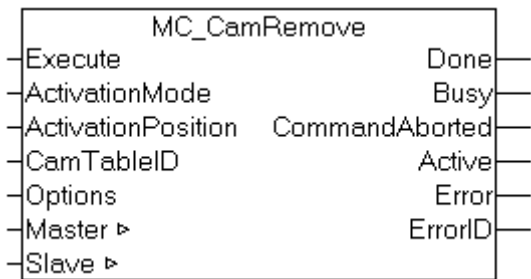 MC_CamRemove
Execute Done
ActivationMode Busy
ActivationPosition CommandAborted
CamTableID Active
Options Error
Master ErrorID
Slave